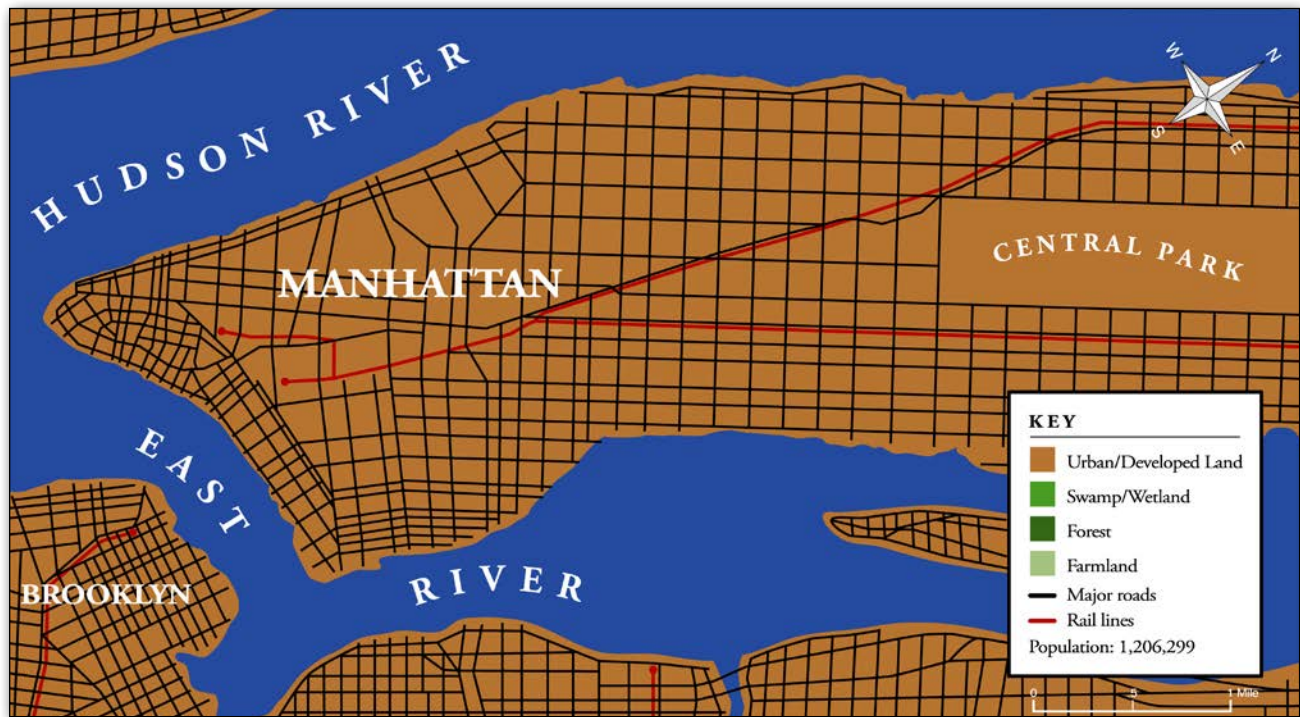 HUDSON RIVER
W
N
S
E
CENTRAL PARK
MANHATTAN
EAST
RIVER
BROOKLYN
KEY
Urban/Developed Land
Swamp/Wetland
Forest
Farmland
Major roads
Rail lines
Population: 1,206,299
0 .5 1 Mile